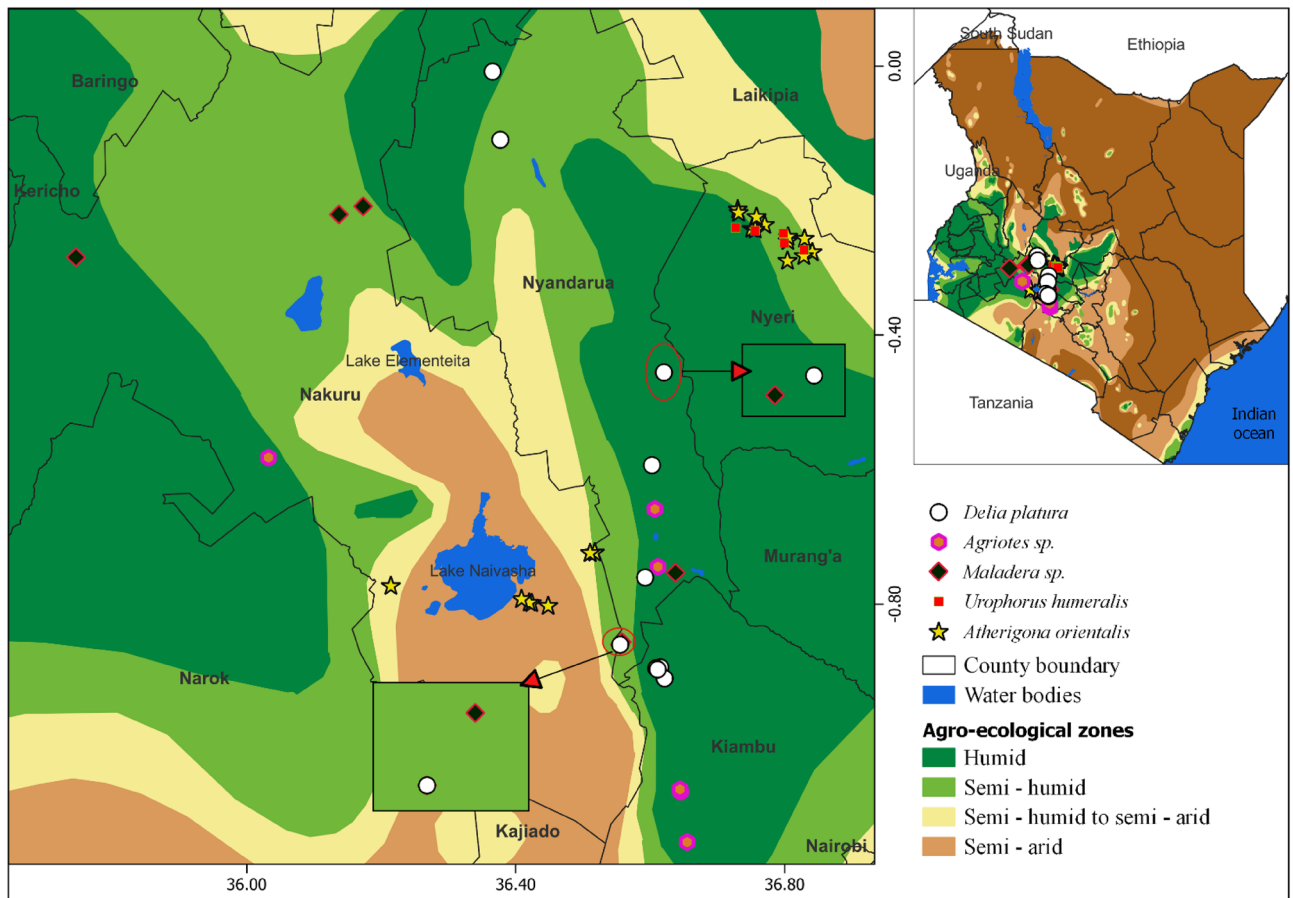 Baringo
Laikipia
Kericho
Nyandarua
Nyeri
Lake Elementeita
Nakuru
Murang'a
Lake Naivasha
Narok
Kiambu
Kajiado
Nairobi
0.00
-0.40
-0.80
36.00
36.40
36.80
South Sudan
Ethiopia
Uganda
Tanzania
Indian
ocean
Delia platura
Agriotes sp.
Maladera sp.
Urophorus humeralis
Atherigona orientalis
County boundary
Water bodies
Agro-ecological zones
Humid
Semi - humid
Semi - humid to semi - arid
Semi - arid